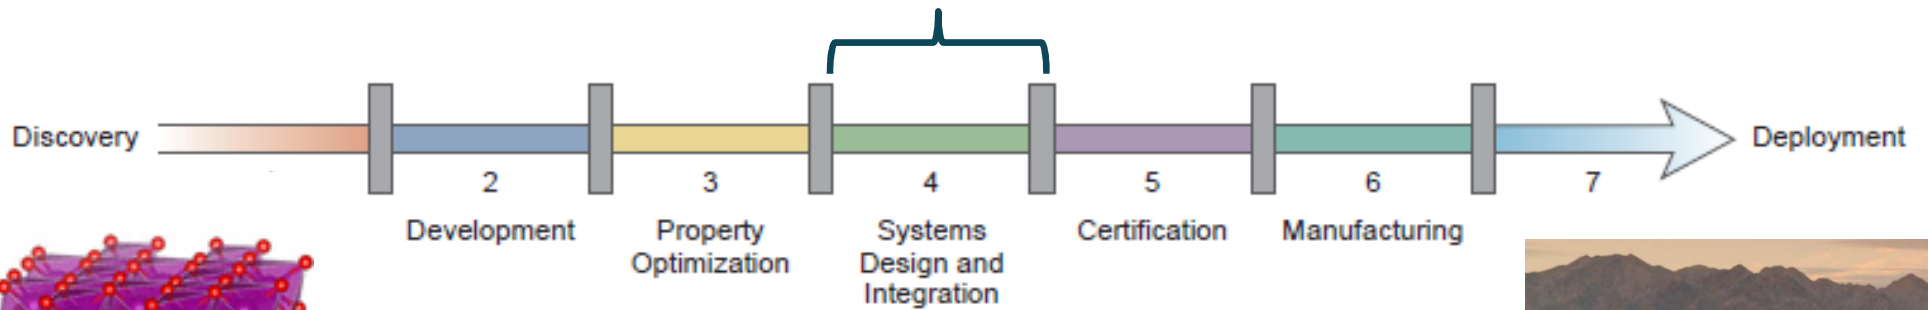 Discovery
Deployment
2
3
4
5
6
7
Development
Property
Optimization
Systems
Design and
Integration
Certification
Manufacturing